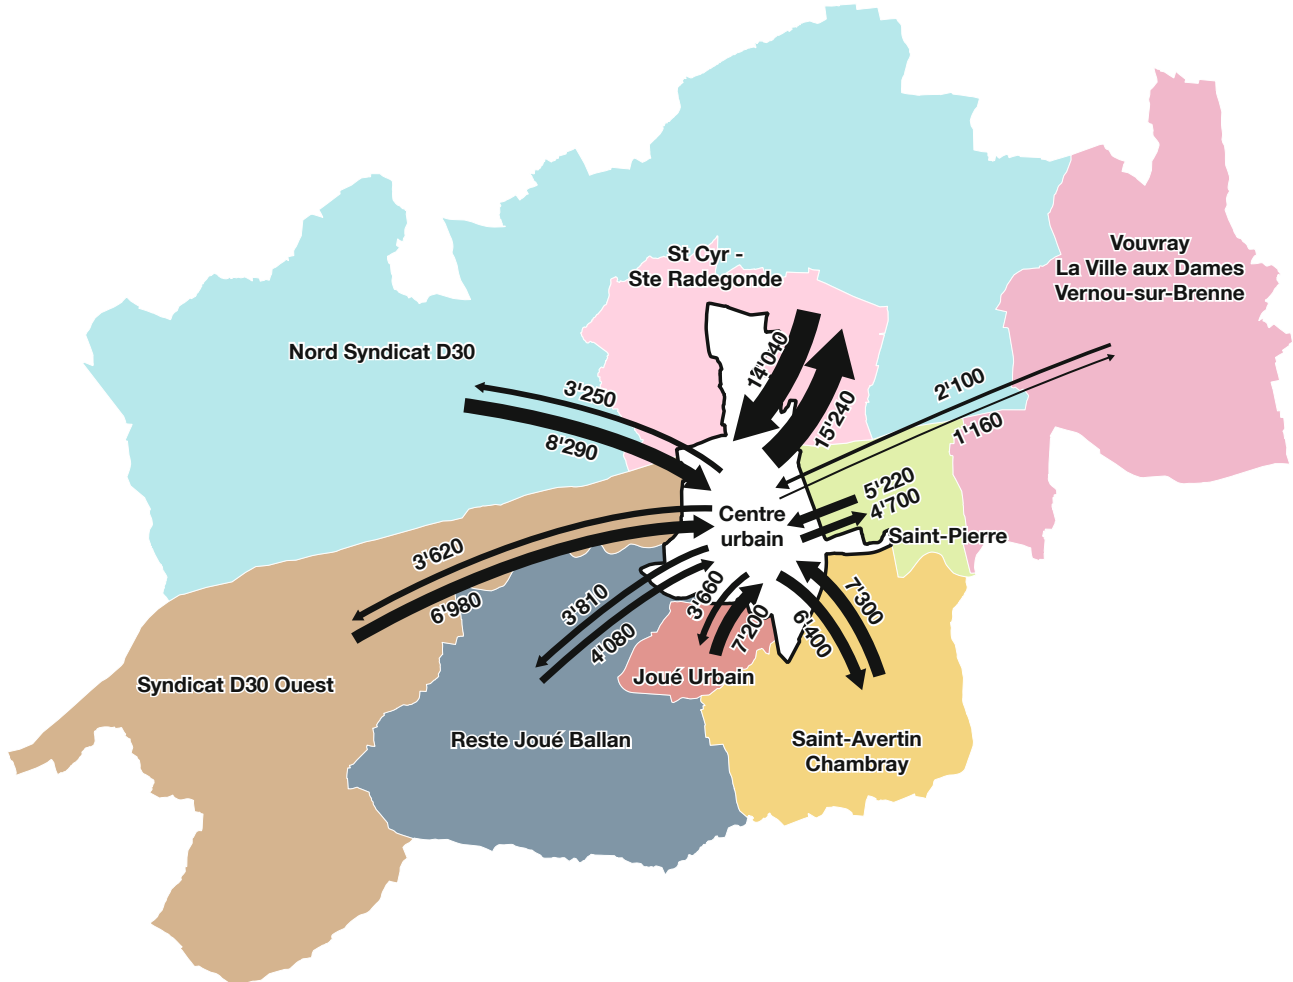 St Cyr -
Ste Radegonde
Vouvray
La Ville aux Dames
Vernou-sur-Brenne
Nord Syndicat D30
14'040
15'240
3'250
8'290
2'100
1'160
5'220
4'700
Centre
urbain
Saint-Pierre
3'620
6'980
3'810
4'080
3'660
7'200
6'400
7'300
Syndicat D30 Ouest
Joué Urbain
Reste Joué Ballan
Saint-Avertin
Chambray